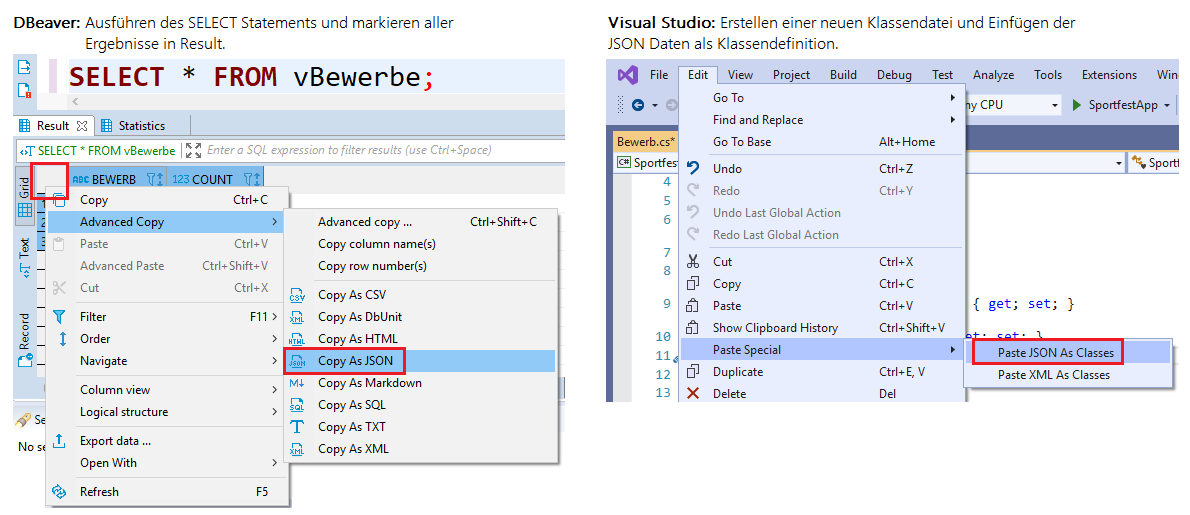 DBeaver: Ausführen des SELECT Statements und markieren aller
Ergebnisse in Result.
SELECT * FROM vBewerbe;
Result
Statistics
SELECT * FROM vBewerbe
Enter a SQL expression to filter results (use Ctrl+Space)
Grid
Text
Record
ABC BEWERB
123 COUNT
Copy Ctrl+C
Advanced Copy
Paste Ctrl+V
Advanced Paste Ctrl+Shift+V
Cut Ctrl+X
Filter F11
Order
Navigate
Column view
Logical structure
Export data ...
Open With
Refresh F5
No se
Advanced copy ... Ctrl+Shift+C
Copy column name(s)
Copy row number(s)
CSV Copy As CSV
XML Copy As DbUnit
HTML Copy As HTML
JSON Copy As JSON
Copy As Markdown
SQL Copy As SQL
Copy As TXT
XML Copy As XML
Visual Studio: Erstellen einer neuen Klassendatei und Einfügen der
JSON Daten als Klassendefinition.
File Edit View Project Build Debug Test Analyze Tools Extensions Win
ny CPU SportfestApp
Bewerb.cs*
C# Sportfest
Sport
4
5
6
7
8
9
10
11
12
13
{ get; set; }
et; set; }
Go To
Find and Replace
Go To Base Alt+Home
Undo Ctrl+Z
Redo Ctrl+Y
Undo Last Global Action
Redo Last Global Action
Cut Ctrl+X
Copy Ctrl+C
Paste Ctrl+V
Show Clipboard History Ctrl+Shift+V
Paste Special
Duplicate Ctrl+E, V
Delete Del
Paste JSON As Classes
Paste XML As Classes